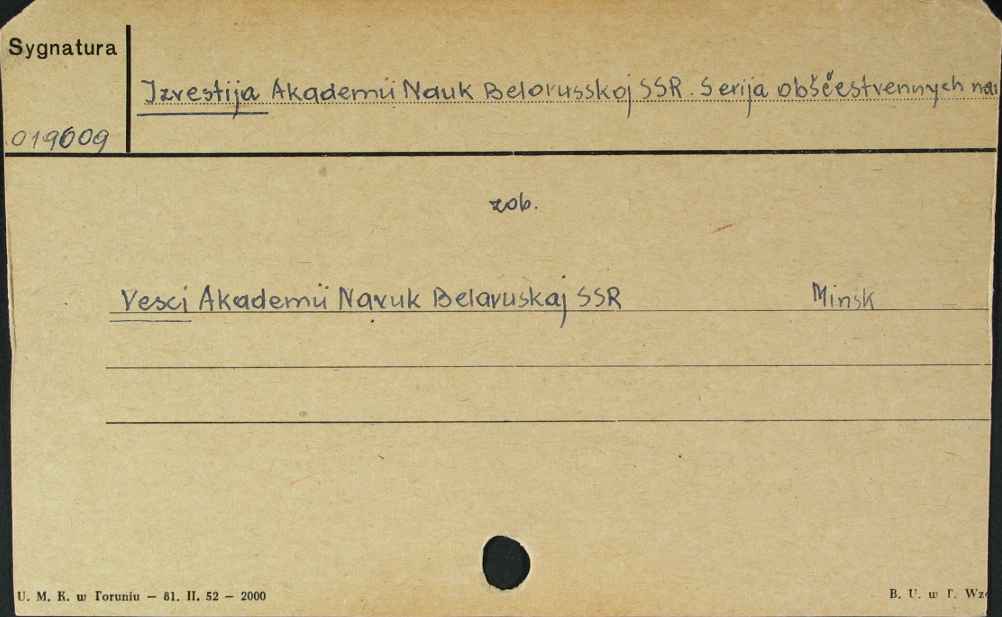 Sygnatura
Izvestija Akademii Nauk Belorusskoj SSR. Serija obščestvennych
019609
zob.
Vesci Akademii Navuk Belaruskaj SSR Minsk
U. M. K. w Toruniu — 81. II. 52 — 2000
B. U. w T.